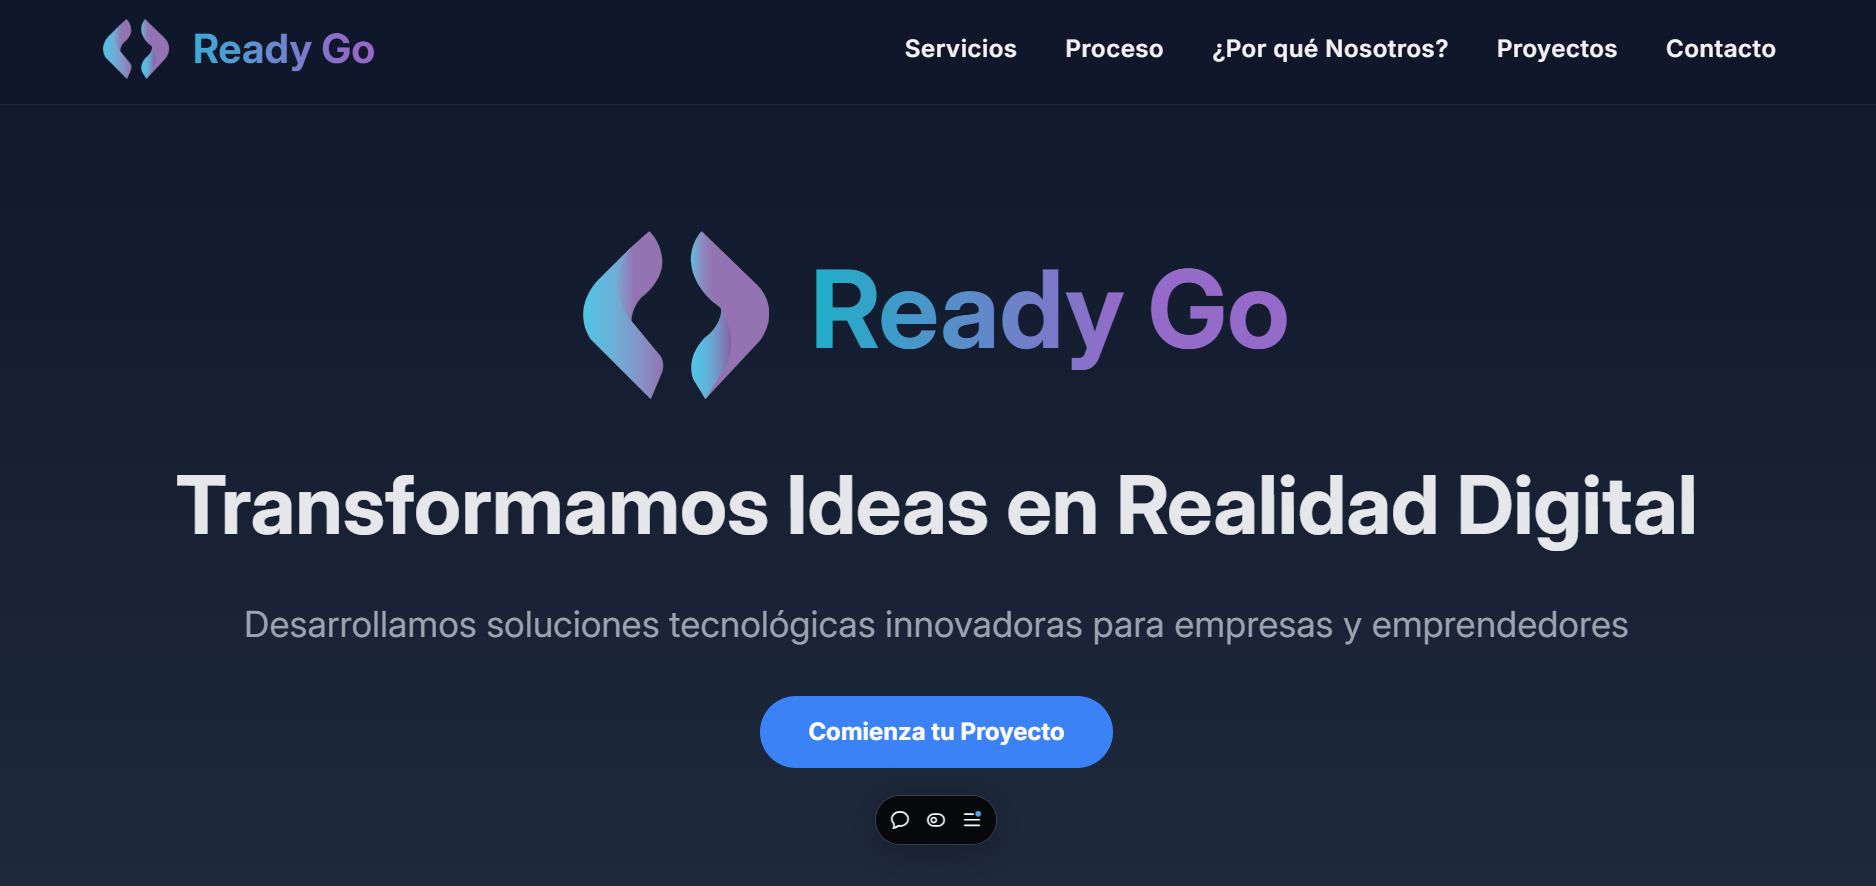 Ready Go
Servicios Proceso ¿Por qué Nosotros? Proyectos Contacto
Ready Go
Transformamos Ideas en Realidad Digital
Desarrollamos soluciones tecnológicas innovadoras para empresas y emprendedores
Comienza tu Proyecto